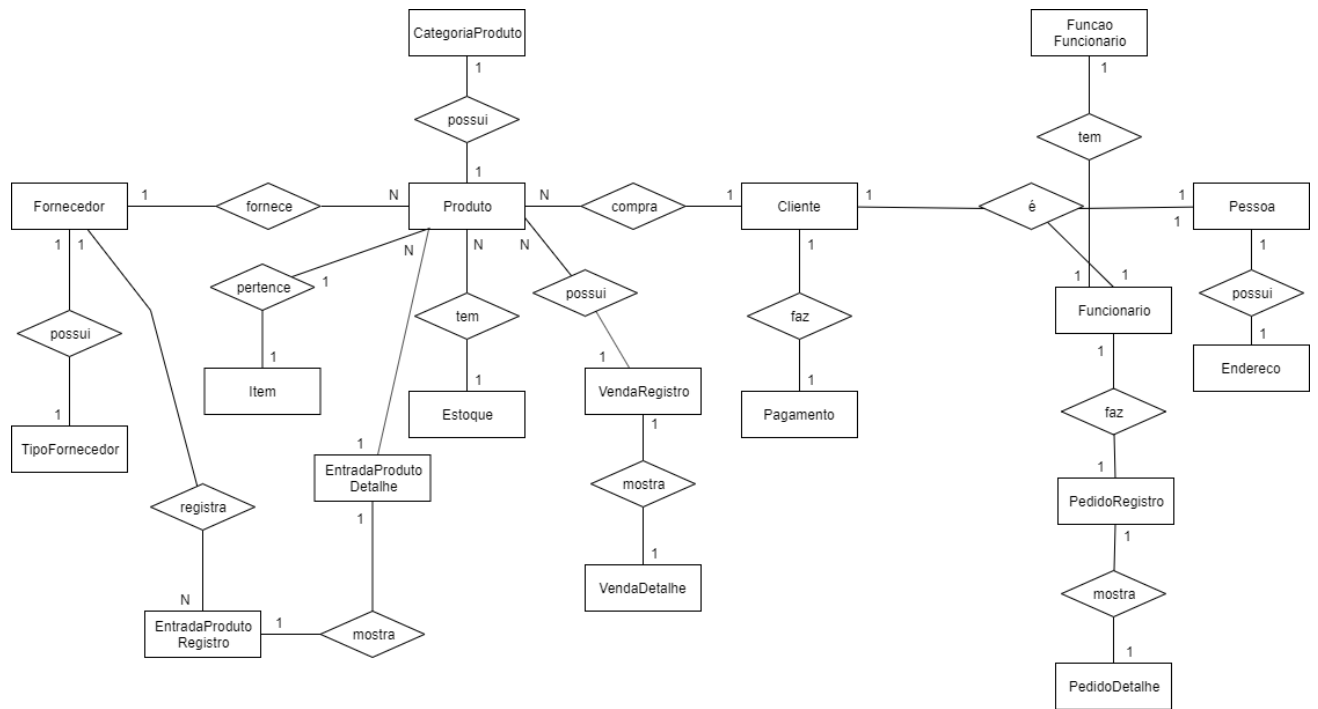 CategoriaProduto
Funcao
Funcionario
1
1
possui
tem
1
Fornecedor
1
fornece
N
Produto
N
compra
1
Cliente
1
é
1
Pessoa
1
1
1
N
N
N
1
1
1
1
pertence
1
possui
possui
tem
possui
faz
Funcionario
1
1
1
1
1
1
Item
Estoque
VendaRegistro
Pagamento
Endereco
faz
1
1
1
TipoFornecedor
EntradaProduto
Detalhe
1
1
registra
mostra
PedidoRegistro
1
1
N
VendaDetalhe
mostra
EntradaProduto
Registro
1
mostra
1
PedidoDetalhe